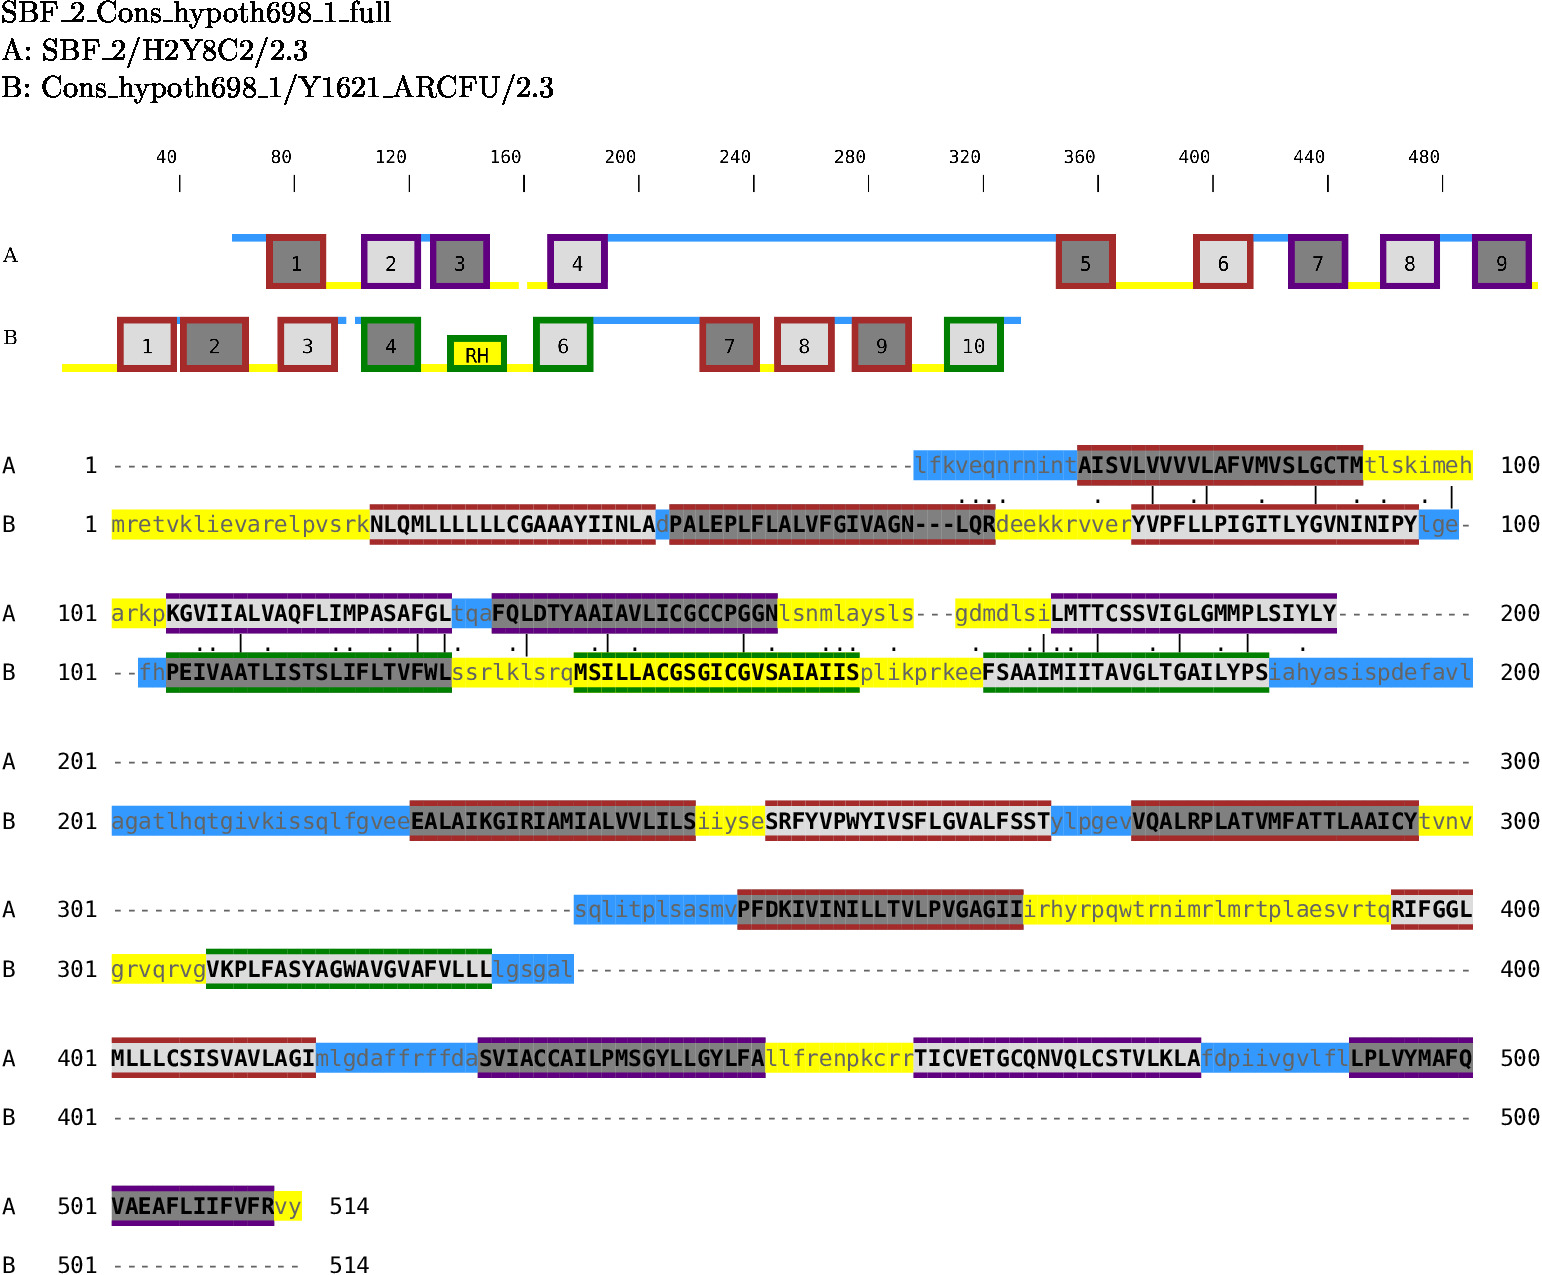 SBF_2_Cons_hypoth698_1_full
A: SBF_2/H2Y8C2/2.3
B: Cons_hypoth698_1/Y1621_ARCFU/2.3
40 80 120 160 200 240 280 320 360 400 440 480
A 1 2 3 4 5 6 7 8 9
B 1 2 3 4 RH 6 7 8 9 10
A 1 -----------------------------------------------------------lfkveqnrnintAISVLVVVVLAFVMVSLGCTMtlskimeh 100
B 1 mretvklievarelpvsrkNLQMLLLLLLCGAAAYIINLAdPALEPLFLALVFGIVAGN---LQRdeekkrvverYVPFLLPIGITLYGVNINIPYlge- 100
A 101 arkpKGVIIALVAQFLIMPASAFGLtqaFQLDTYAAIAVLICGCCPGGNlsnmlaysls---gdmdlsiLMTTCSSVIGLGMMPLSIYLY---------- 200
B 101 --fhPEIVAATLISTSLIFLTVFWLssrlklsrqMSILLACGSGICGVSAIAIISplikprkeeFSAAIMIITAVGLTGAILYPSiahyasispdefavl 200
A 201 ---------------------------------------------------------------------------------------------------- 300
B 201 agatlhqtgivkissqlfgveeEALAIKGIRIAMIALVVLILSiiyseSRFYVPWYIVSFLGVALFSSTylpgevVQALRPLATVMFATTLAAICYtvnv 300
A 301 ----------------------------------sqlitplsasmvPFDKIVINILLTVLPVGAGIIirhyrpqwtrnimrlmrtplaesvrtqRIFGGL 400
B 301 grvqrvgVKPLFASYAGWAVGVAFVLLLlgsgal------------------------------------------------------------------ 400
A 401 MLLLCSISVAVLAGImlgdaffrffdaSVIACCAILPMSGYLLGYLFAllfrenpkcrrTICVETGCQNVQLCSTVLKLAfdpiivgvlflLPLVYMAFQ 500
B 401 ---------------------------------------------------------------------------------------------------- 500
A 501 VAEAFLIIFVFRvy 514
B 501 -------------- 514